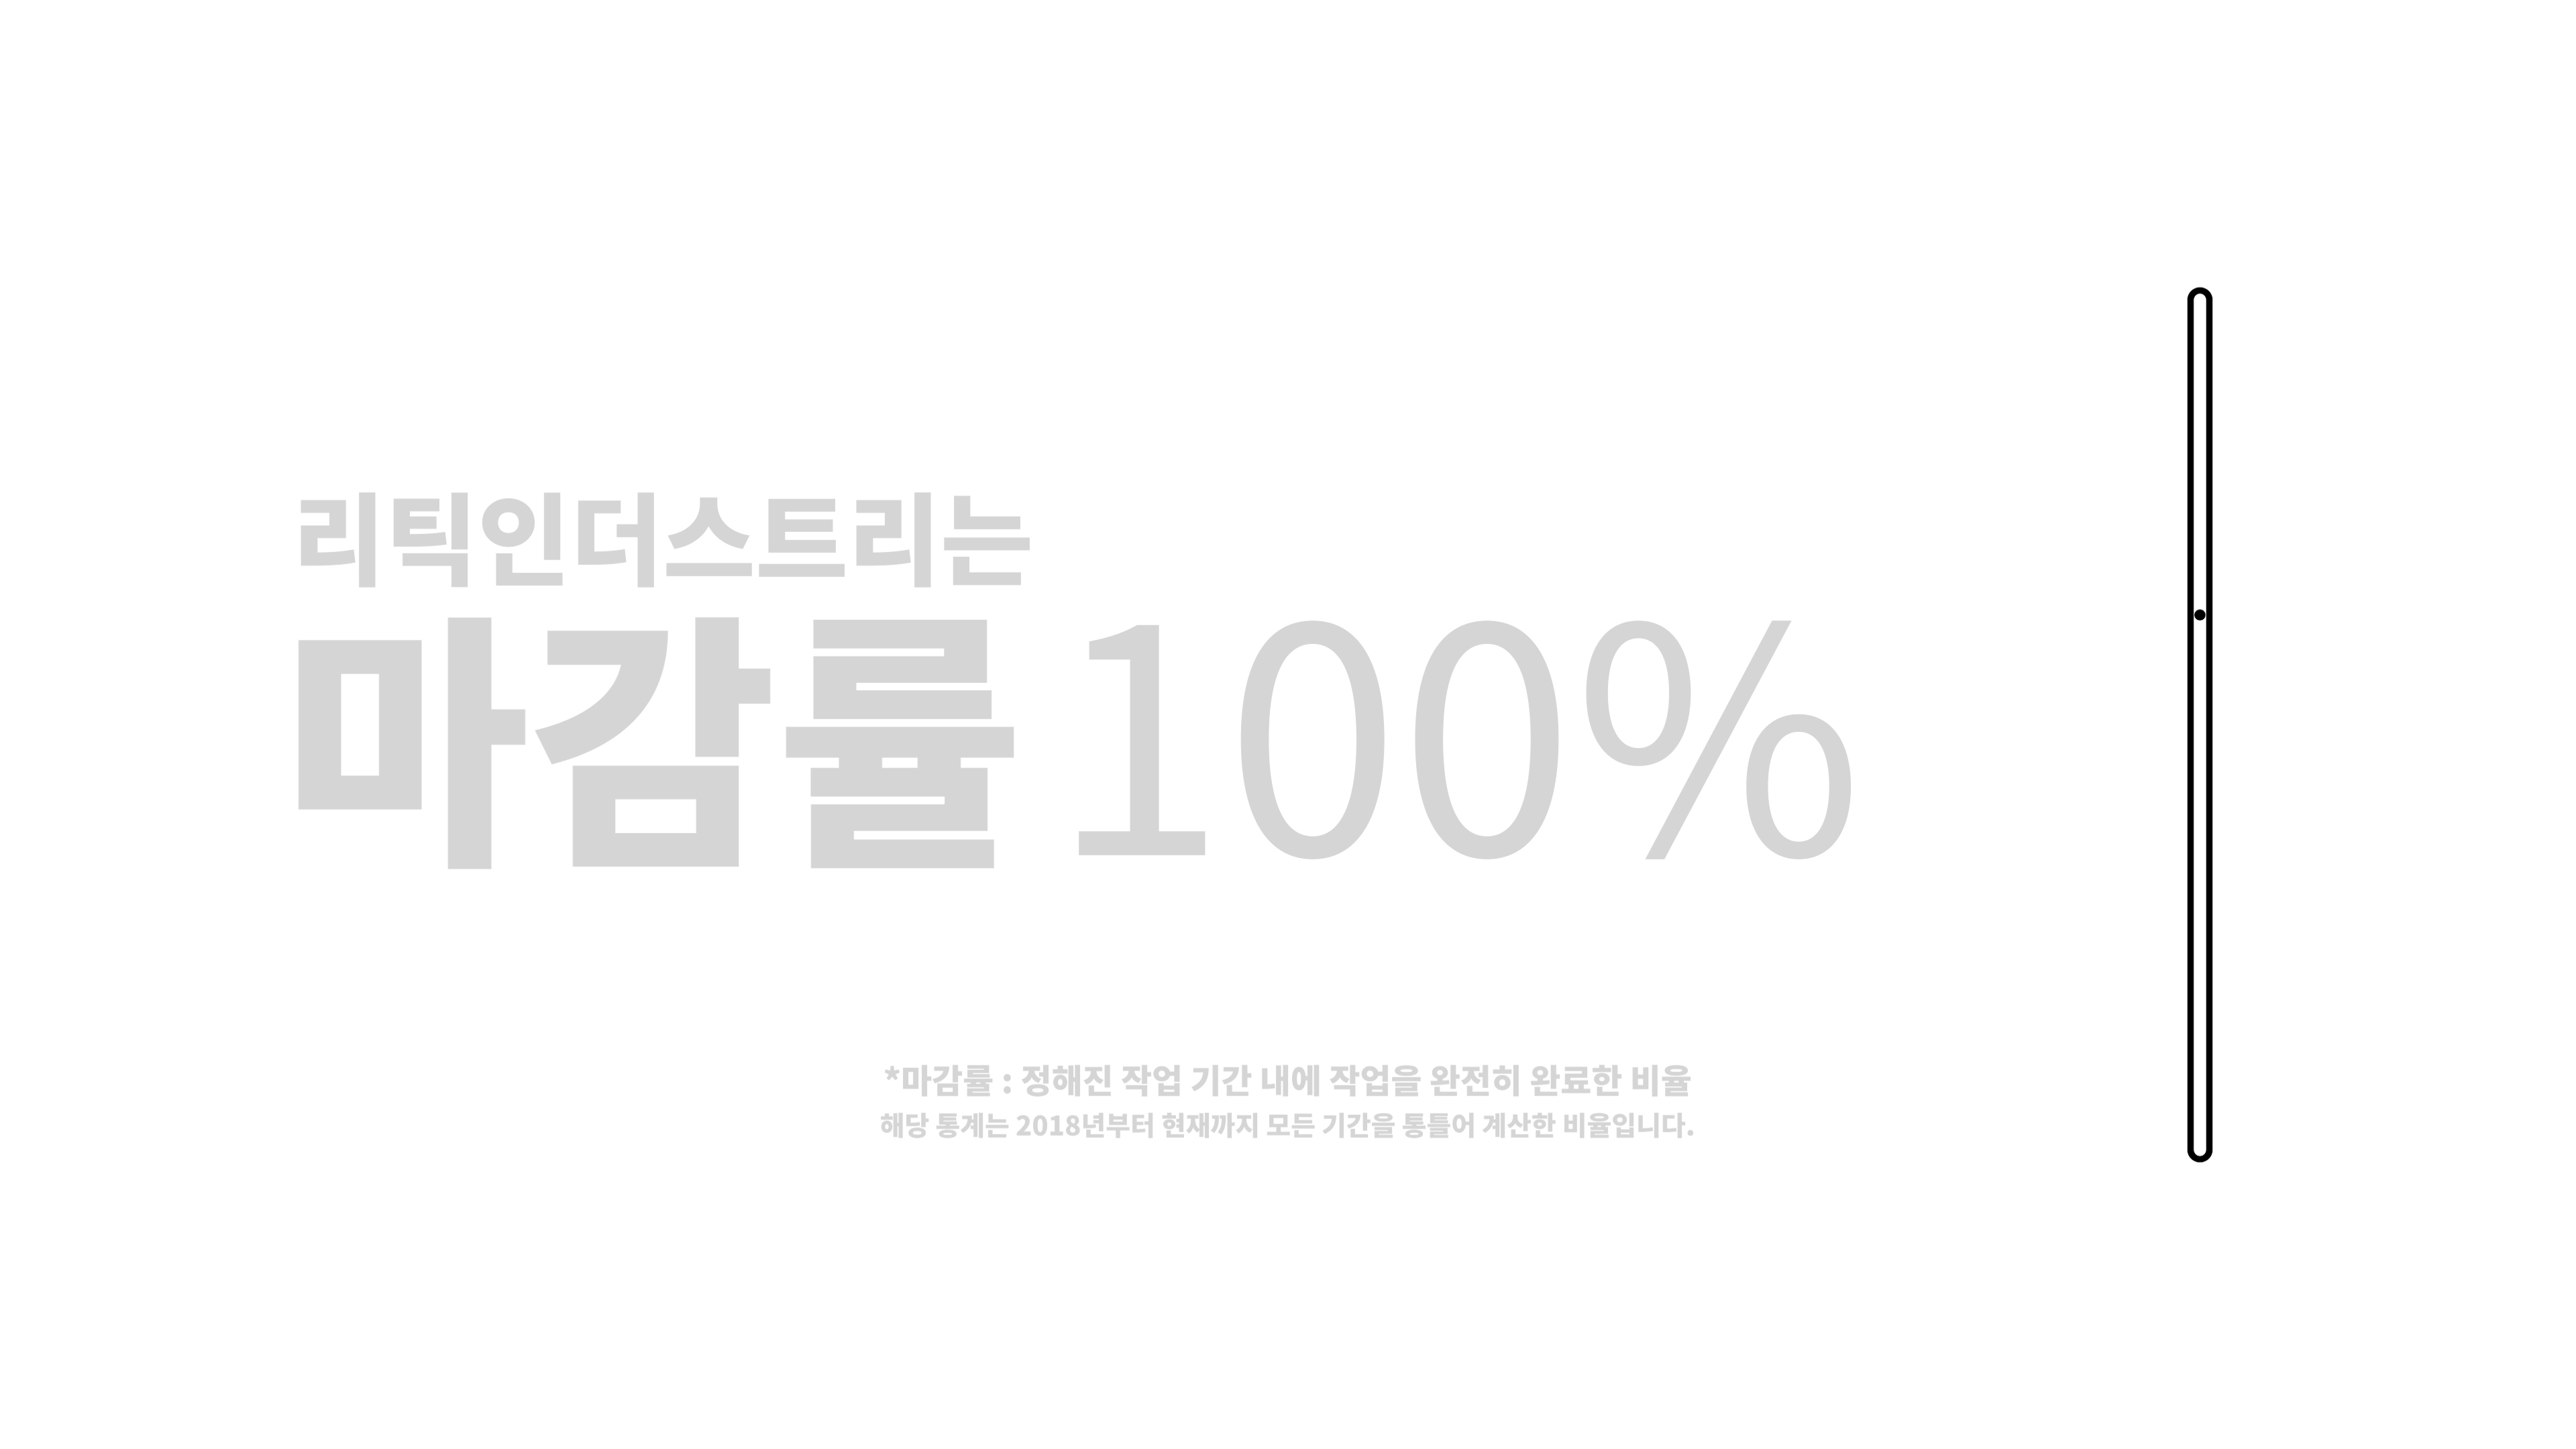 리틱인더스트리는
마감률 100%
*마감률 : 정해진 작업 기간 내에 작업을 완전히 완료한 비율
해당 통계는 2018년부터 현재까지 모든 기간을 통틀어 계산한 비율입니다.